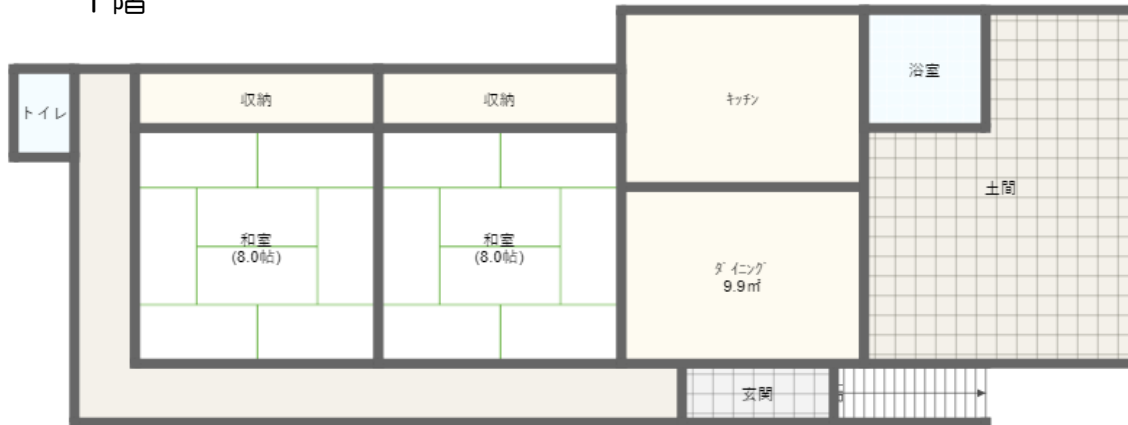 1階
浴室
収納
収納
キッチン
トイレ
土間
和室
(8.0帖)
和室
(8.0帖)
ダイニング
9.9㎡
玄関